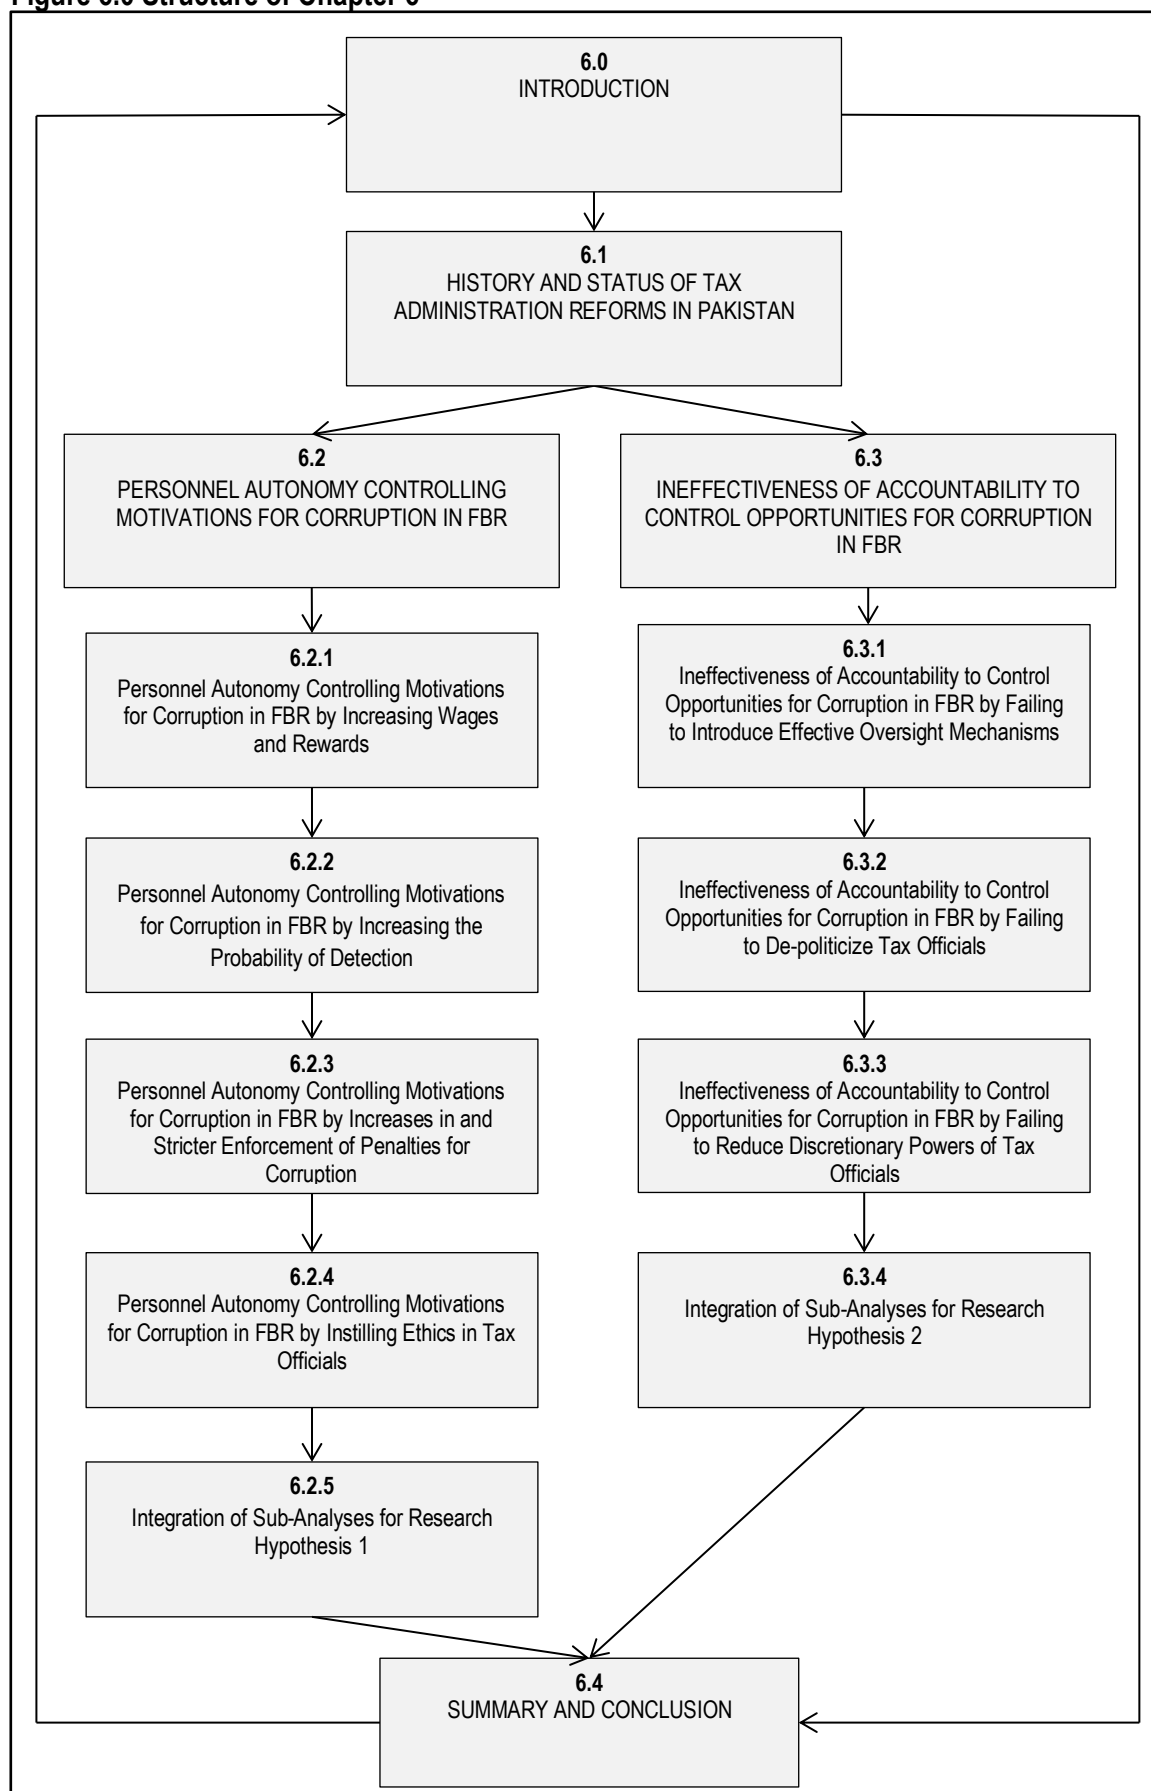 Figure 6.0 Structure of Chapter 6
6.0
INTRODUCTION
6.1
HISTORY AND STATUS OF TAX
ADMINISTRATION REFORMS IN PAKISTAN
6.2
PERSONNEL AUTONOMY CONTROLLING
MOTIVATIONS FOR CORRUPTION IN FBR
6.3
INEFFECTIVENESS OF ACCOUNTABILITY TO
CONTROL OPPORTUNITIES FOR CORRUPTION
IN FBR
6.2.1
Personnel Autonomy Controlling Motivations
for Corruption in FBR by Increasing Wages
and Rewards
6.3.1
Ineffectiveness of Accountability to Control
Opportunities for Corruption in FBR by Failing
to Introduce Effective Oversight Mechanisms
6.2.2
Personnel Autonomy Controlling Motivations
for Corruption in FBR by Increasing the
Probability of Detection
6.3.2
Ineffectiveness of Accountability to Control
Opportunities for Corruption in FBR by Failing
to De-politicize Tax Officials
6.2.3
Personnel Autonomy Controlling Motivations
for Corruption in FBR by Increases in and
Stricter Enforcement of Penalties for
Corruption
6.3.3
Ineffectiveness of Accountability to Control
Opportunities for Corruption in FBR by Failing
to Reduce Discretionary Powers of Tax
Officials
6.2.4
Personnel Autonomy Controlling Motivations
for Corruption in FBR by Instilling Ethics in Tax
Officials
6.3.4
Integration of Sub-Analyses for Research
Hypothesis 2
6.2.5
Integration of Sub-Analyses for Research
Hypothesis 1
6.4
SUMMARY AND CONCLUSION